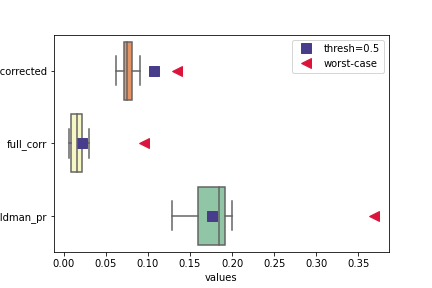 thresh=0.5
worst-case
corrected
full_corr
ldman_pr
0.00 0.05 0.10 0.15 0.20 0.25 0.30 0.35
values